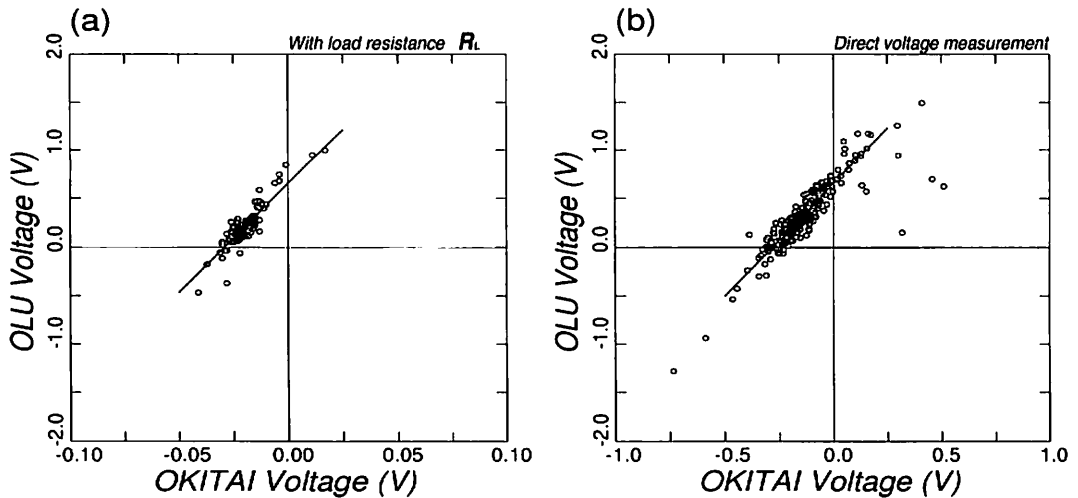 (a)
With load resistance RL
OLU Voltage (V)
2.0
1.0
0.0
-1.0
-2.0
-0.10
-0.05
0.00
0.05
0.10
OKITAI Voltage (V)
(b)
Direct voltage measurement
OLU Voltage (V)
2.0
1.0
0.0
-1.0
-2.0
-1.0
-0.5
0.0
0.5
1.0
OKITAI Voltage (V)